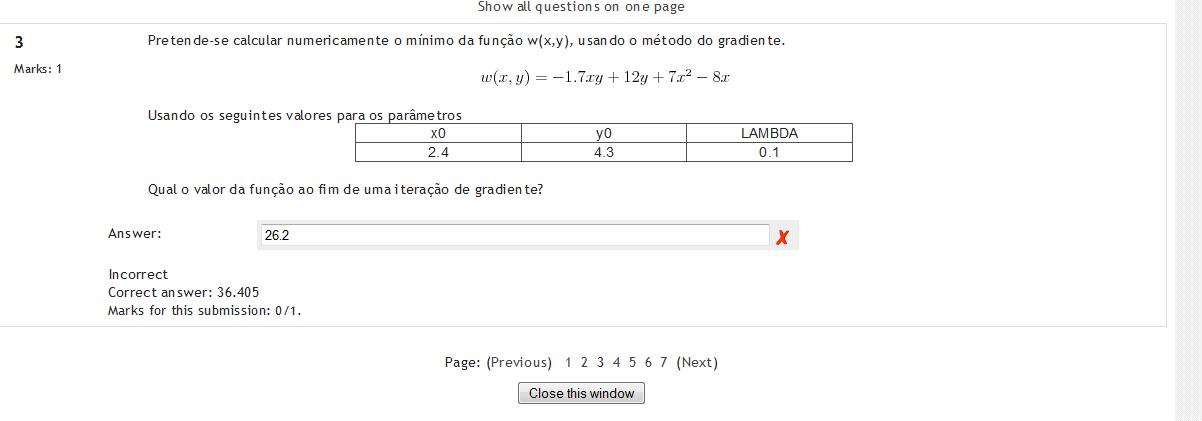 Show all questions on one page
3
Marks: 1
Pretende-se calcular numericamente o mínimo da função w(x,y), usando o método do gradiente.
w(x, y) = −1.7xy + 12y + 7x² − 8x
Usando os seguintes valores para os parâmetros
x0 y0 LAMBDA
2.4 4.3 0.1
Qual o valor da função ao fim de uma iteração de gradiente?
Answer: 26.2 X
Incorrect
Correct answer: 36.405
Marks for this submission: 0/1.
Page: (Previous) 1 2 3 4 5 6 7 (Next)
Close this window